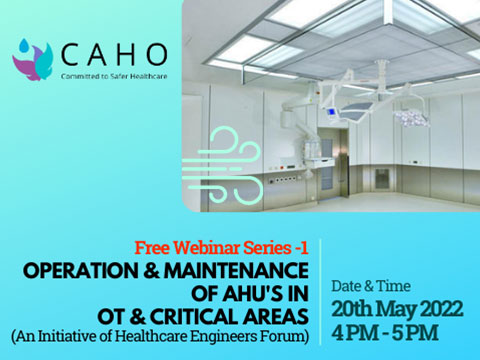 CAHO
Committed to Safer Healthcare
Free Webinar Series -1
OPERATION & MAINTENANCE
OF AHU'S IN
OT & CRITICAL AREAS
(An Initiative of Healthcare Engineers Forum)
Date & Time
20th May 2022
4 PM - 5 PM